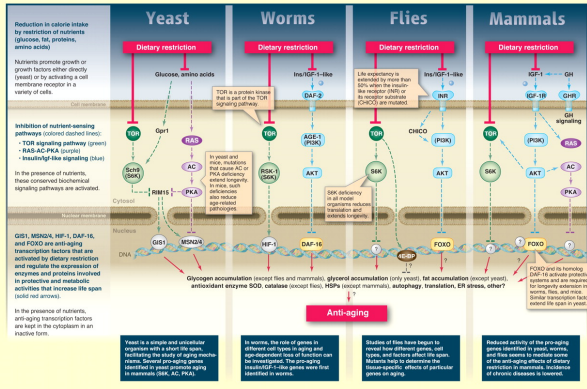 Yeast
Worms
Flies
Mammals
Reduction in calorie intake
by restriction of nutrients
(glucose, fat, proteins,
amino acids)
Nutrients promote growth or
growth factors either directly
(yeast) or by activating a cell
membrane receptor in a
variety of cells.
Cell membrane
Inhibition of nutrient-sensing
pathways (colored dashed lines):
• TOR signaling pathway (green)
• RAS-AC-PKA (purple)
• Insulin/Igf-like signaling (blue)
In the presence of nutrients,
these conserved biochemical
signaling pathways are activated.
Cytosol
Nuclear membrane
Nucleus
DNA
GIS1, MSN2/4, HIF-1, DAF-16,
and FOXO are anti-aging
transcription factors that
are activated by dietary restriction
and regulate the expression of
enzymes and proteins involved
in protective and metabolic
activities that increase life span
(solid red arrows).
In the presence of nutrients,
anti-aging transcription factors
are kept in the cytoplasm in an
inactive form.
Dietary restriction
Glucose, amino acids
TOR
Gpr1
RAS
Sch9
(S6K)
AC
RIM15
PKA
GIS1
MSN2/4
In yeast and
mice, mutations
that cause AC or
PKA deficiency
extend longevity.
In mice, such
deficiencies
also reduce
age-related
pathologies.
Dietary restriction
Ins/IGF-1–like
TOR is a protein kinase
that is part of the TOR
signaling pathway.
DAF-2
TOR
AGE-1
(PI3K)
RSK-1
(S6K)
AKT
HIF-1
DAF-16
Dietary restriction
Ins/IGF-1–like
Life expectancy is
extended by more than
50% when the insulin-
like receptor (INR) or
its receptor substrate
(CHICO) are mutated.
INR
TOR
CHICO
(PI3K)
S6K
AKT
S6K deficiency
in all model
organisms reduces
translation and
extends longevity.
?
4E-BP
FOXO
?
Dietary restriction
IGF-1
GH
IGF-1R
GHR
GH
signaling
TOR
(PI3K)
RAS
S6K
AKT
AC
PKA
?
?
FOXO
?
FOXO and its homolog
DAF-16 activate protective
systems and are required
for longevity extension in
worms, flies, and mice.
Similar transcription factors
extend life span in yeast.
Glycogen accumulation (except flies and mammals), glycerol accumulation (only yeast), fat accumulation (except yeast),
antioxidant enzyme SOD, catalase (except flies), HSPs (except mammals), autophagy, translation, ER stress, other?
?
Anti-aging
Yeast is a simple and unicellular
organism with a short life span,
facilitating the study of aging mecha-
nisms. Several pro-aging genes
identified in yeast promote aging
in mammals (S6K, AC, PKA).
In worms, the role of genes in
different cell types in aging and
age-dependent loss of function can
be investigated. The pro-aging
insulin/IGF-1-like genes were first
identified in worms.
Studies of flies have begun to
reveal how different genes, cell
types, and factors affect life span.
Mutants help to determine the
tissue-specific effects of particular
genes on aging.
Reduced activity of the pro-aging
genes identified in yeast, worms,
and flies seems to mediate some
of the anti-aging effects of dietary
restriction in mammals. Incidence
of chronic diseases is lowered.